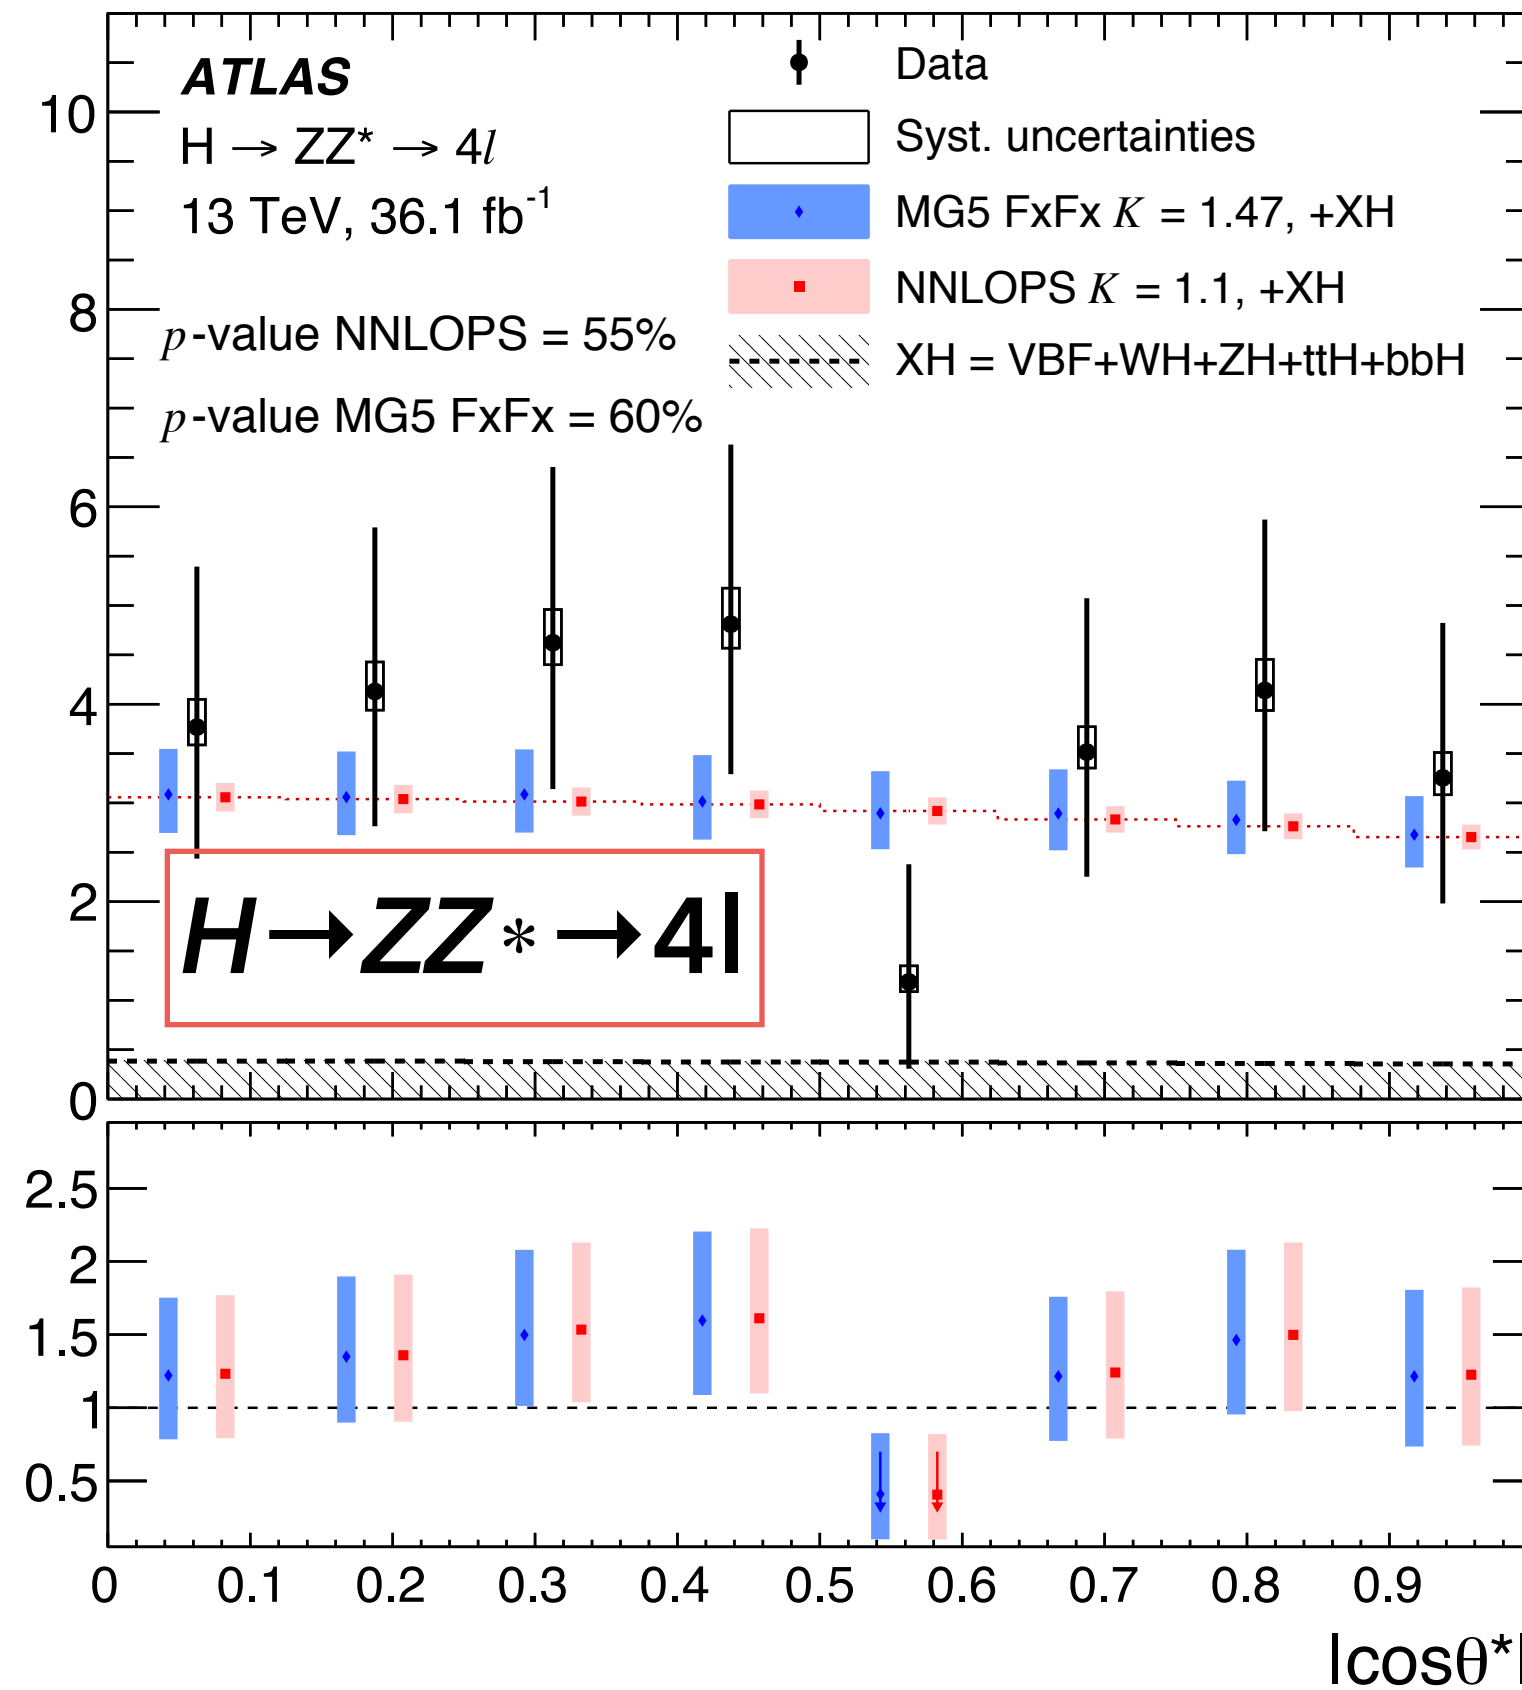 ATLAS
H → ZZ* → 4l
13 TeV, 36.1 fb⁻¹
p-value NNLOPS = 55%
p-value MG5 FxFx = 60%
Data
Syst. uncertainties
MG5 FxFx K = 1.47, +XH
NNLOPS K = 1.1, +XH
XH = VBF+WH+ZH+ttH+bbH
10
8
6
4
2
0
H→ZZ*→4l
2.5
2
1.5
1
0.5
0 0.1 0.2 0.3 0.4 0.5 0.6 0.7 0.8 0.9
|cosθ*|